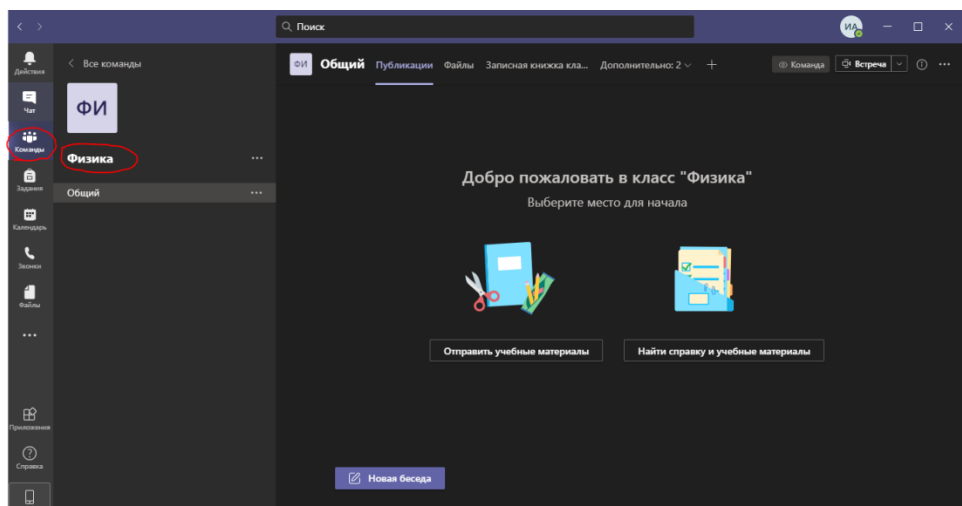 Поиск
ИА
Действия
Чат
Команды
Задания
Календарь
Звонки
Файлы
Приложения
Справка
Все команды
ФИ
Физика
Общий
ФИ Общий Публикации Файлы Записная книжка кла... Дополнительно: 2
Команда Встреча
Добро пожаловать в класс "Физика"
Выберите место для начала
Отправить учебные материалы
Найти справку и учебные материалы
Новая беседа